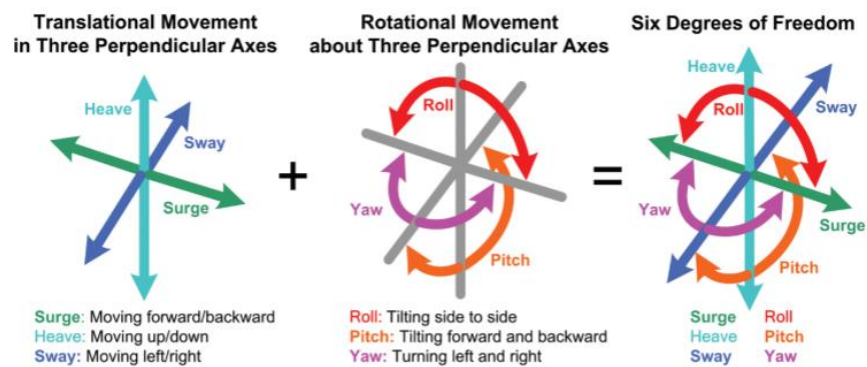 Translational Movement
in Three Perpendicular Axes
Heave
Sway
Surge
Surge: Moving forward/backward
Heave: Moving up/down
Sway: Moving left/right
+
Rotational Movement
about Three Perpendicular Axes
Roll
Yaw
Pitch
Roll: Tilting side to side
Pitch: Tilting forward and backward
Yaw: Turning left and right
=
Six Degrees of Freedom
Heave
Sway
Roll
Yaw
Surge
Pitch
Surge Roll
Heave Pitch
Sway Yaw